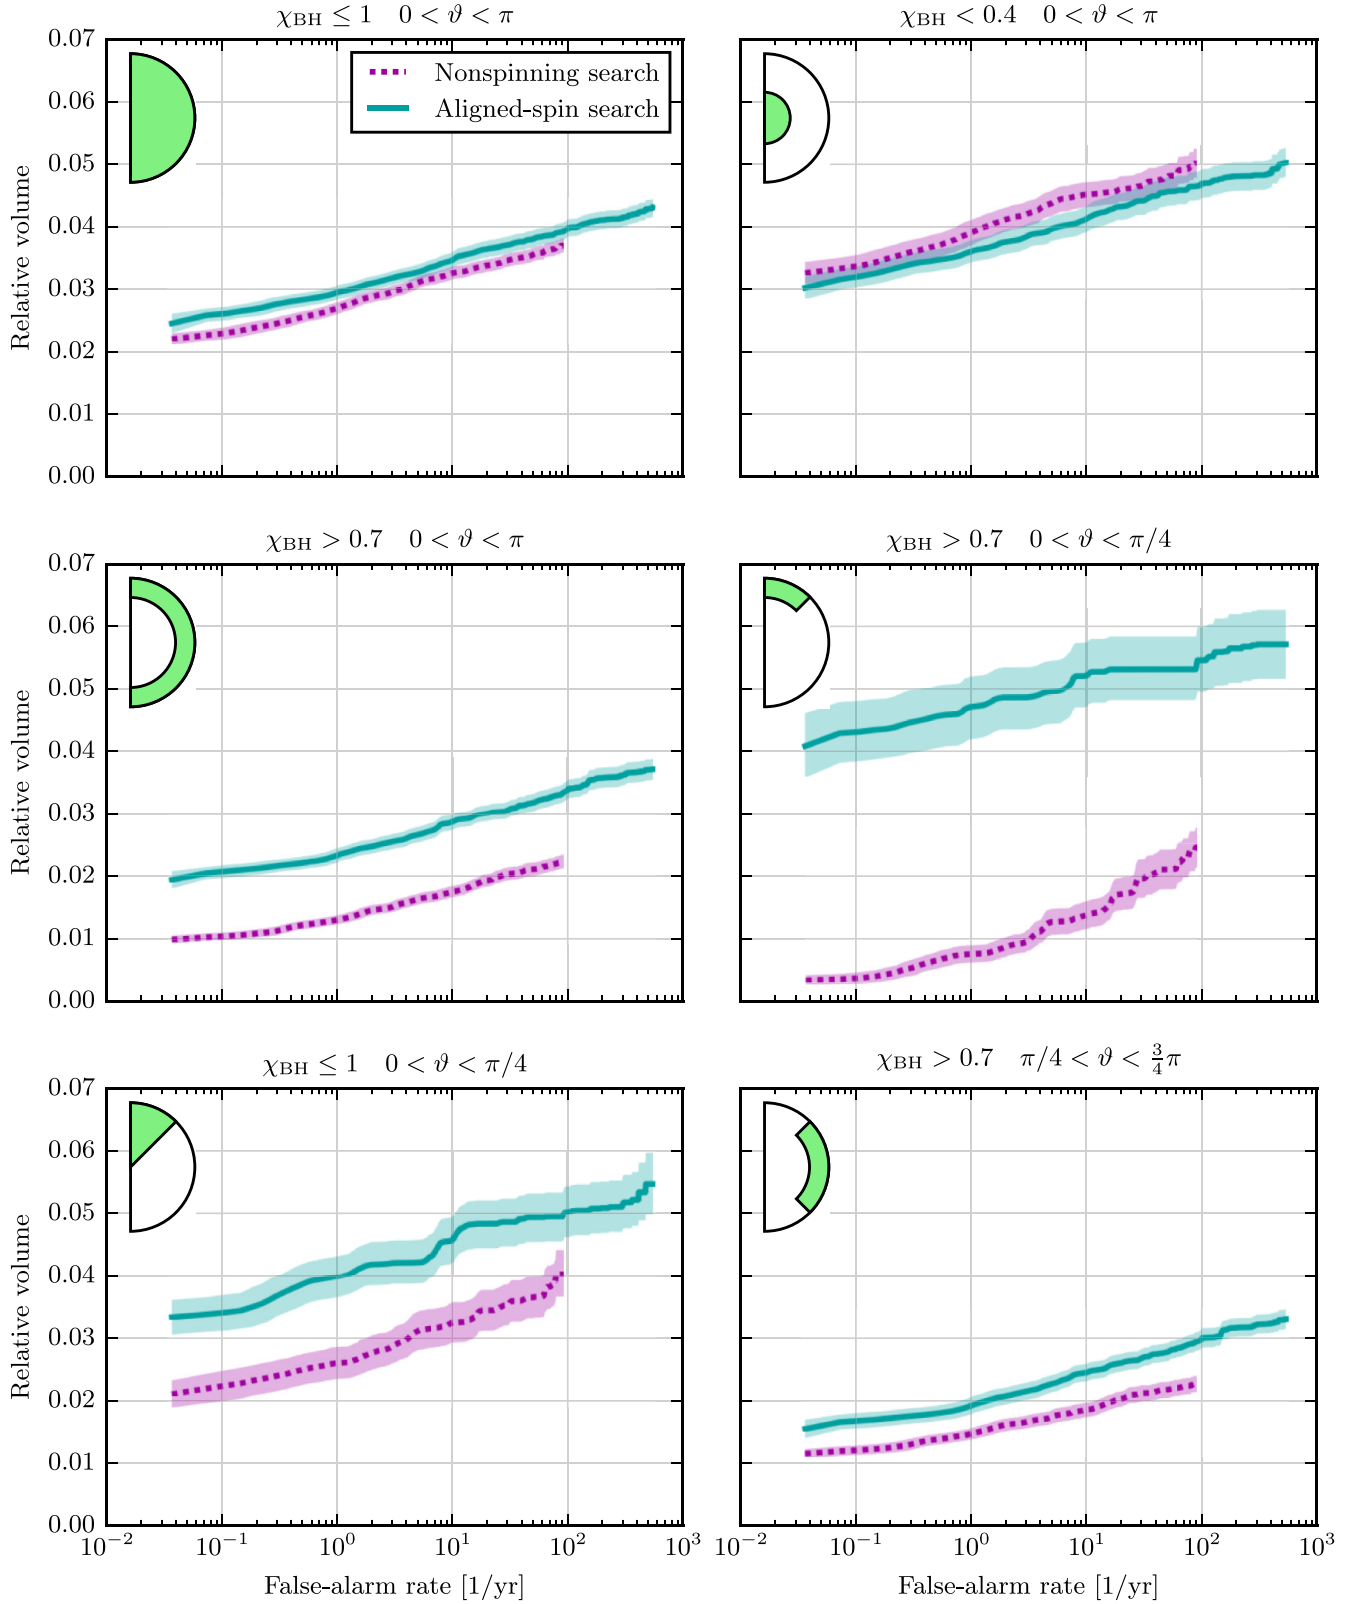 χBH ≤ 1 0 < ϑ < π
χBH < 0.4 0 < ϑ < π
0.07
0.06
0.05
0.04
0.03
0.02
0.01
0.00
Relative volume
Nonspinning search
Aligned-spin search
χBH > 0.7 0 < ϑ < π
χBH > 0.7 0 < ϑ < π/4
0.07
0.06
0.05
0.04
0.03
0.02
0.01
0.00
Relative volume
χBH ≤ 1 0 < ϑ < π/4
χBH > 0.7 π/4 < ϑ < 3/4 π
0.07
0.06
0.05
0.04
0.03
0.02
0.01
0.00
Relative volume
10⁻² 10⁻¹ 10⁰ 10¹ 10² 10³
10⁻² 10⁻¹ 10⁰ 10¹ 10² 10³
False-alarm rate [1/yr]
False-alarm rate [1/yr]